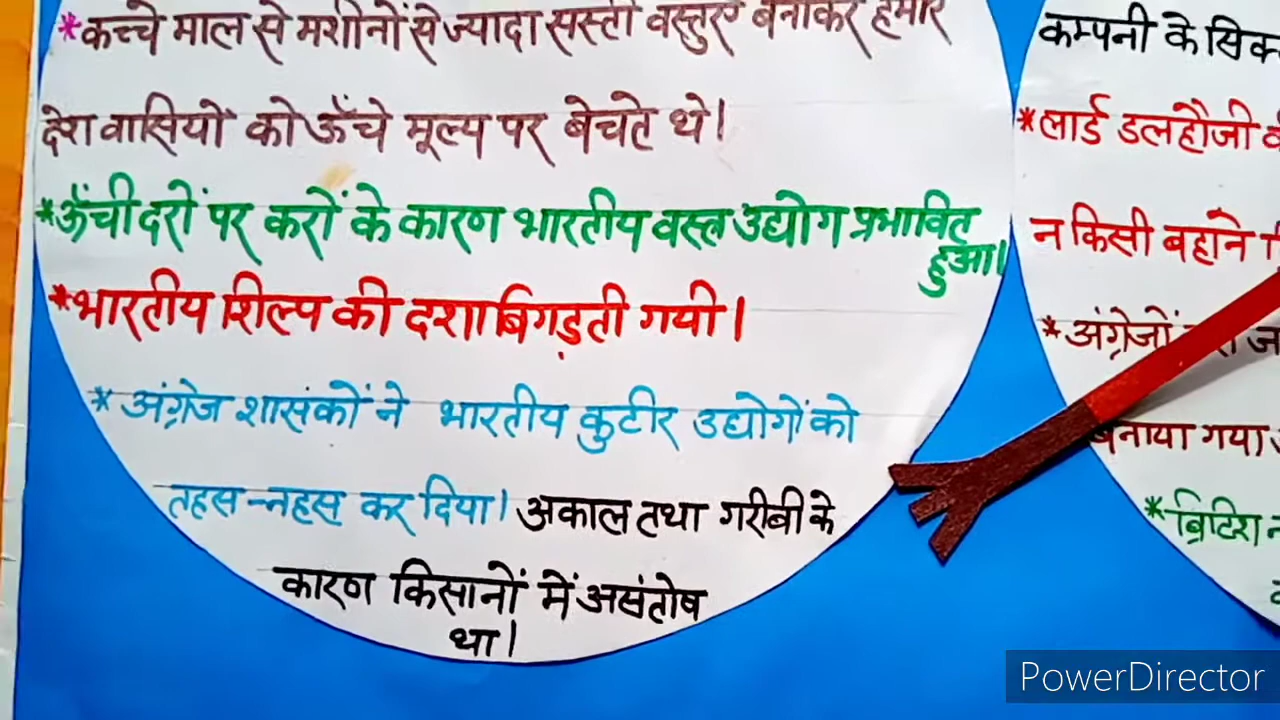 *कच्चे माल से मशीनों से ज्यादा सस्ती वस्तुए बनाकर हमारे
देश वासियों को ऊँचे मूल्य पर बेचते थे।
*ऊँची दरों पर करों के कारण भारतीय वस्त्र उद्योग प्रभावित
हुआ।
*भारतीय शिल्प की दशा बिगड़ती गयी।
* अंग्रेज शासंकों ने भारतीय कुटीर उद्योगों को
तहस-नहस कर दिया। अकाल तथा गरीबी के
कारण किसानों में असंतोष
था।
कम्पनी के
*लार्ड डलहौजी
न किसी बहाने
* अंग्रेजों
बनाया गया
*ब्रिटिश
PowerDirector